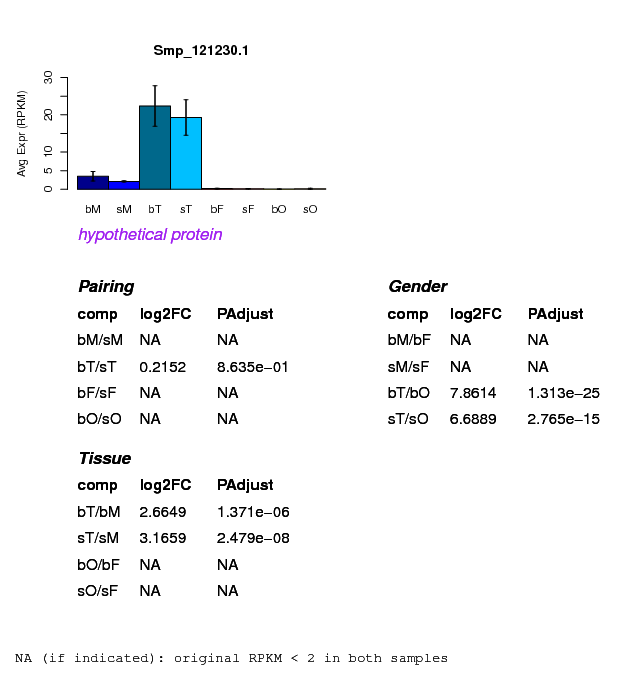 Smp_121230.1
Avg Expr (RPKM)
0 5 10 20 30
bM sM bT sT bF sF bO sO
hypothetical protein
Pairing
comp log2FC PAdjust
bM/sM NA NA
bT/sT 0.2152 8.635e−01
bF/sF NA NA
bO/sO NA NA
Gender
comp log2FC PAdjust
bM/bF NA NA
sM/sF NA NA
bT/bO 7.8614 1.313e−25
sT/sO 6.6889 2.765e−15
Tissue
comp log2FC PAdjust
bT/bM 2.6649 1.371e−06
sT/sM 3.1659 2.479e−08
bO/bF NA NA
sO/sF NA NA
NA (if indicated): original RPKM < 2 in both samples